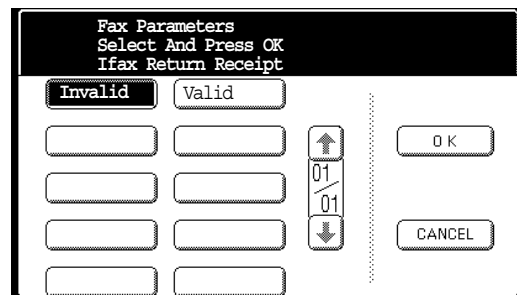 Fax Parameters
Select And Press OK
Ifax Return Receipt
Invalid Valid
OK
01
01
CANCEL